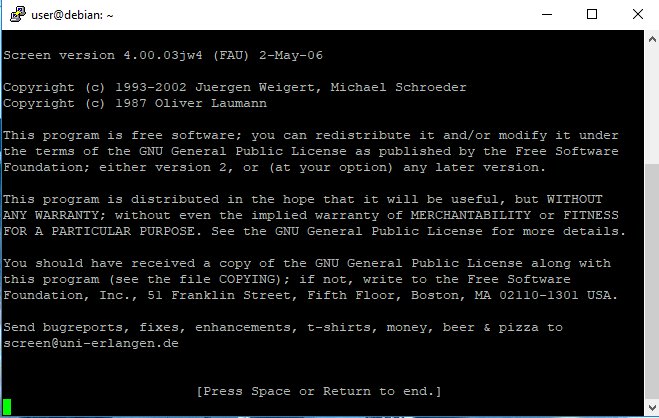 user@debian: ~
Screen version 4.00.03jw4 (FAU) 2-May-06
Copyright (c) 1993-2002 Juergen Weigert, Michael Schroeder
Copyright (c) 1987 Oliver Laumann
This program is free software; you can redistribute it and/or modify it under
the terms of the GNU General Public License as published by the Free Software
Foundation; either version 2, or (at your option) any later version.
This program is distributed in the hope that it will be useful, but WITHOUT
ANY WARRANTY; without even the implied warranty of MERCHANTABILITY or FITNESS
FOR A PARTICULAR PURPOSE. See the GNU General Public License for more details.
You should have received a copy of the GNU General Public License along with
this program (see the file COPYING); if not, write to the Free Software
Foundation, Inc., 51 Franklin Street, Fifth Floor, Boston, MA 02110-1301 USA.
Send bugreports, fixes, enhancements, t-shirts, money, beer & pizza to
screen@uni-erlangen.de
[Press Space or Return to end.]